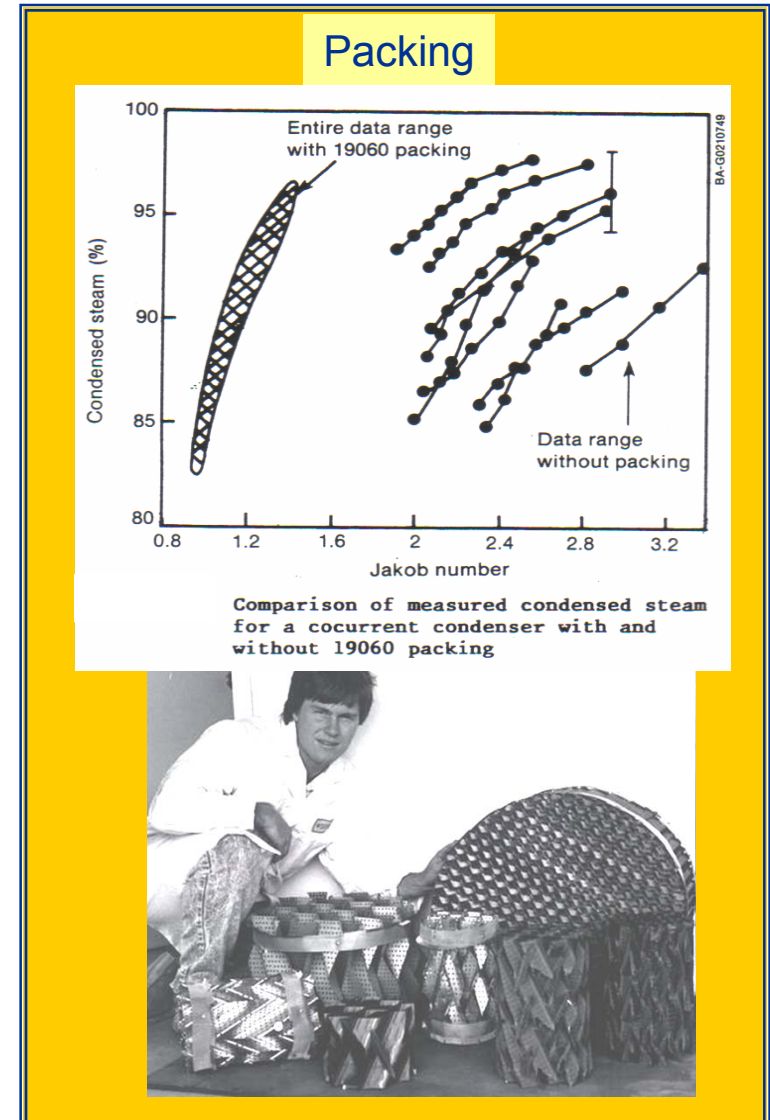 Packing
100
95
90
85
80
Condensed steam (%)
Entire data range
with 19060 packing
BA-G0210749
Data range
without packing
0.8 1.2 1.6 2 2.4 2.8 3.2
Jakob number
Comparison of measured condensed steam
for a cocurrent condenser with and
without 19060 packing